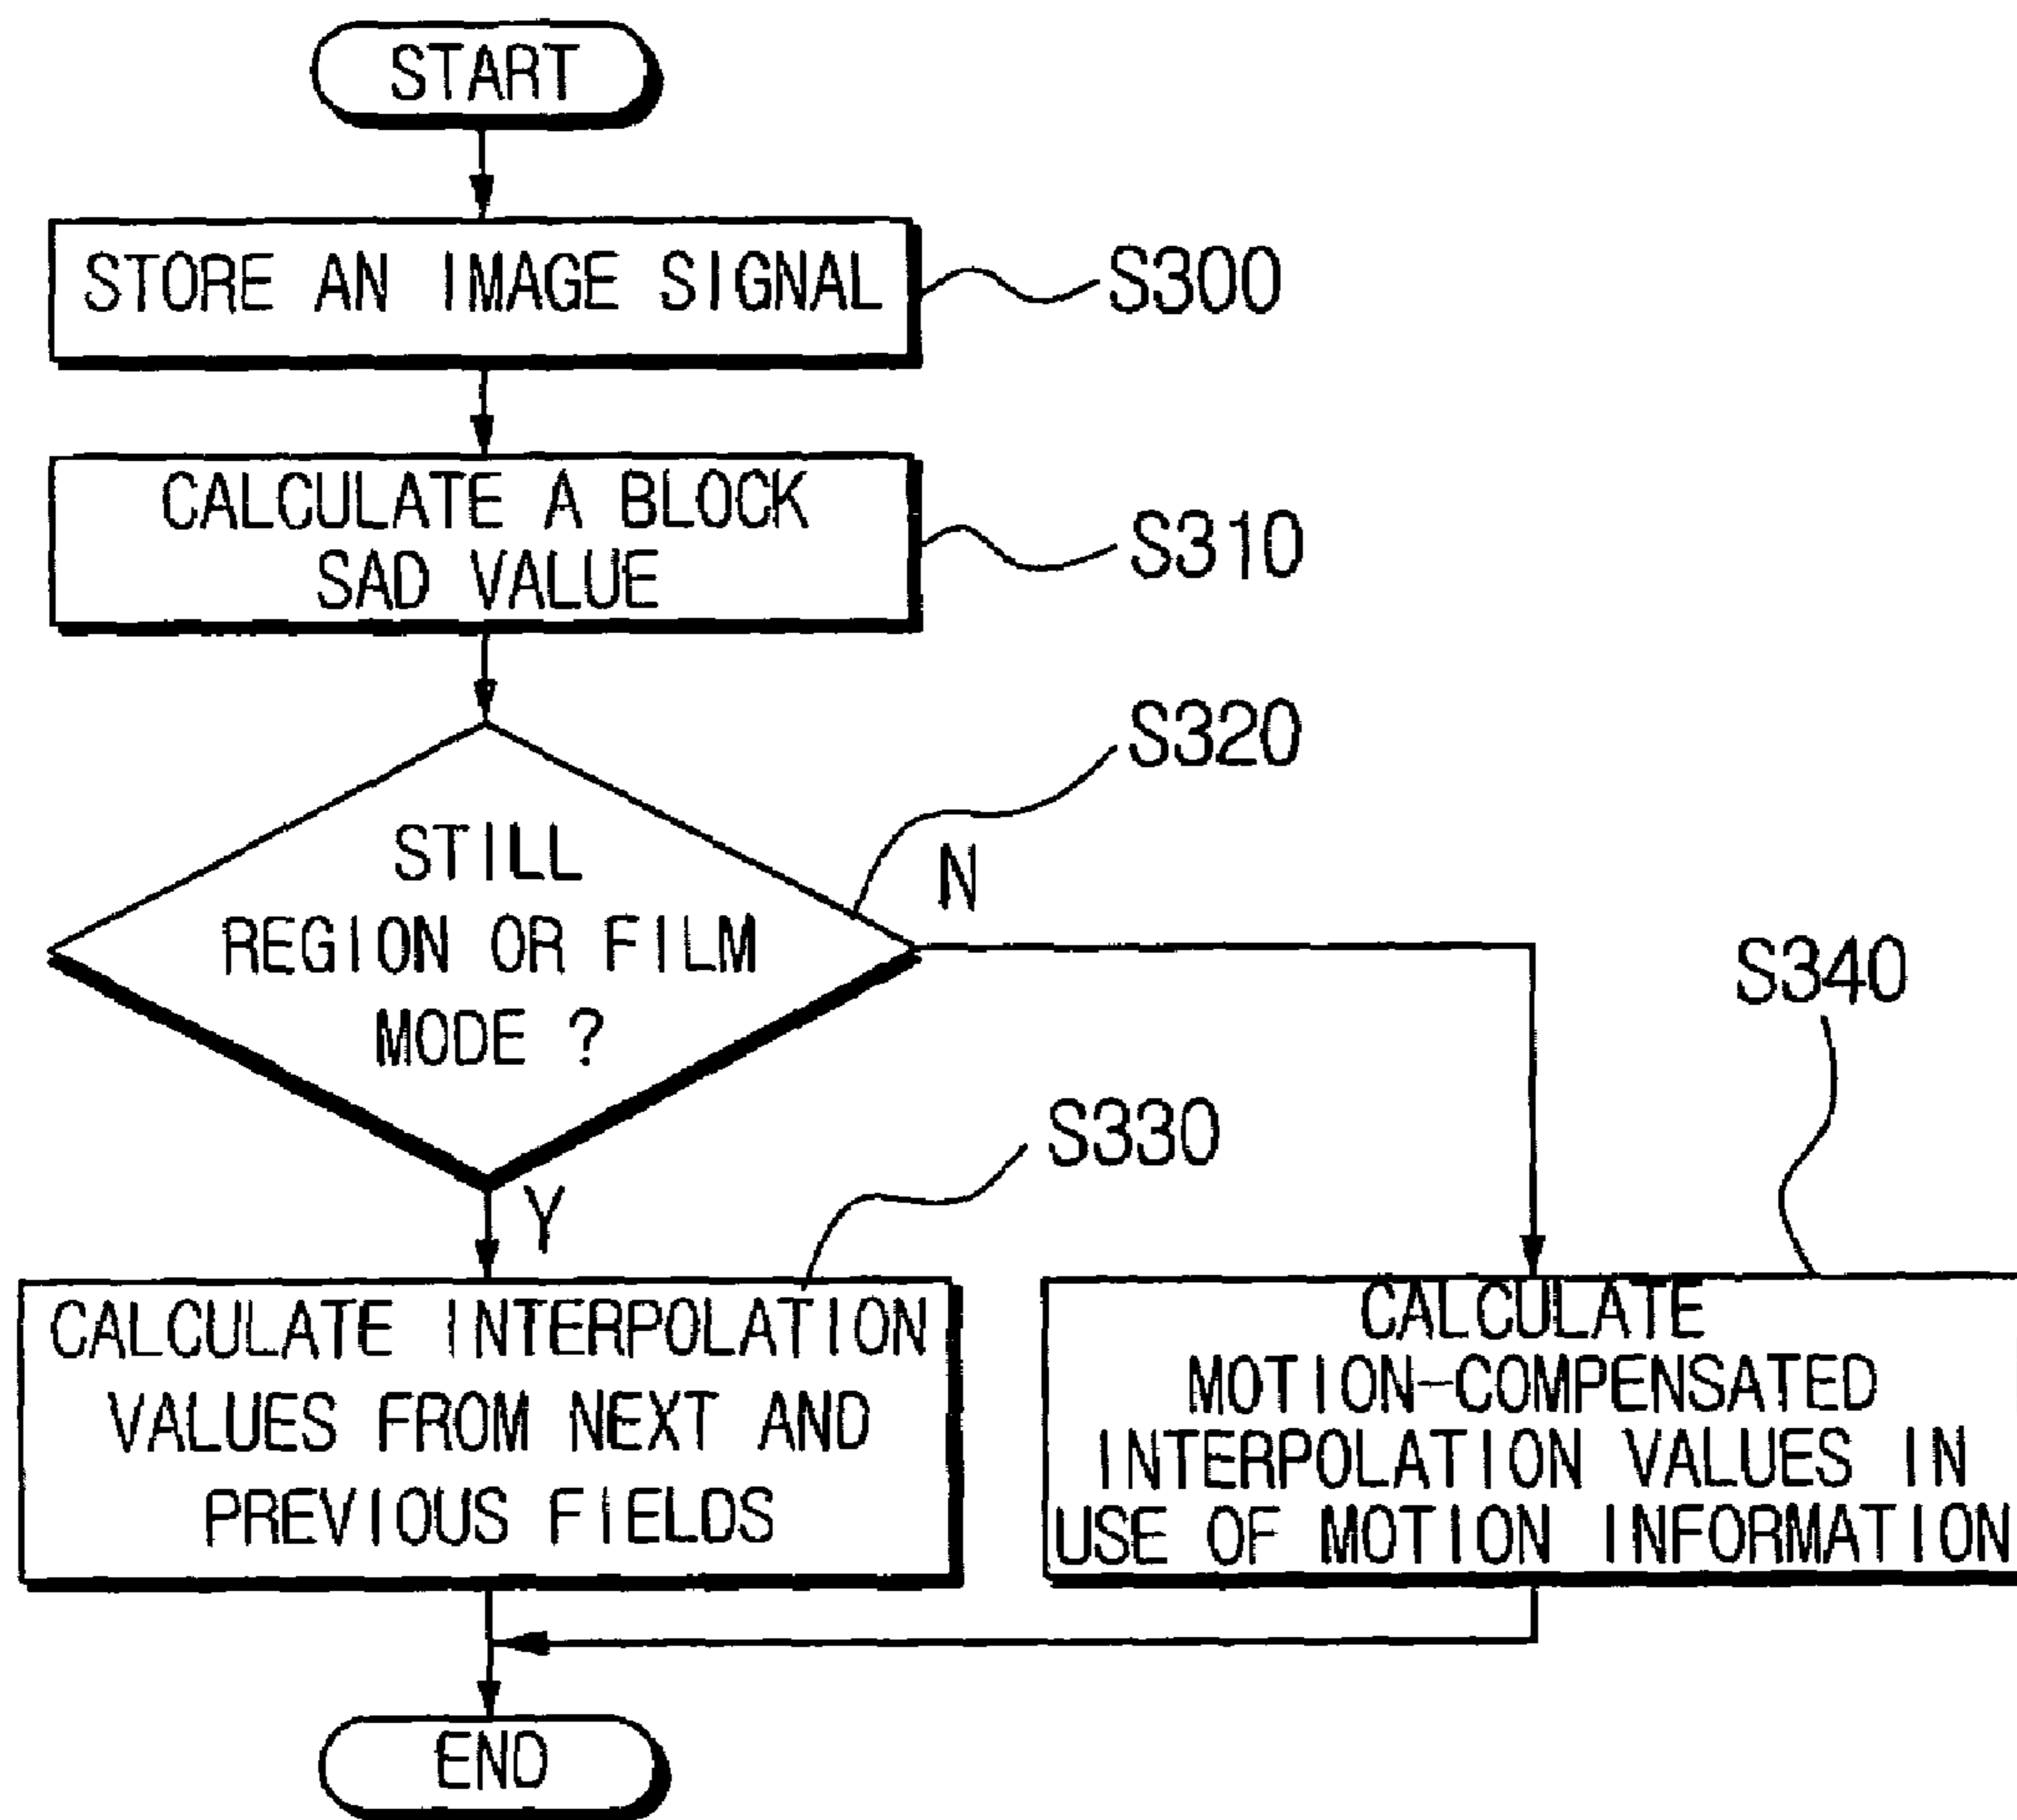 START
STORE AN IMAGE SIGNAL
S300
CALCULATE A BLOCK
SAD VALUE
S310
S320
STILL
REGION OR FILM
MODE ?
N
Y
S330
CALCULATE INTERPOLATION
VALUES FROM NEXT AND
PREVIOUS FIELDS
S340
CALCULATE
MOTION-COMPENSATED
INTERPOLATION VALUES IN
USE OF MOTION INFORMATION
END